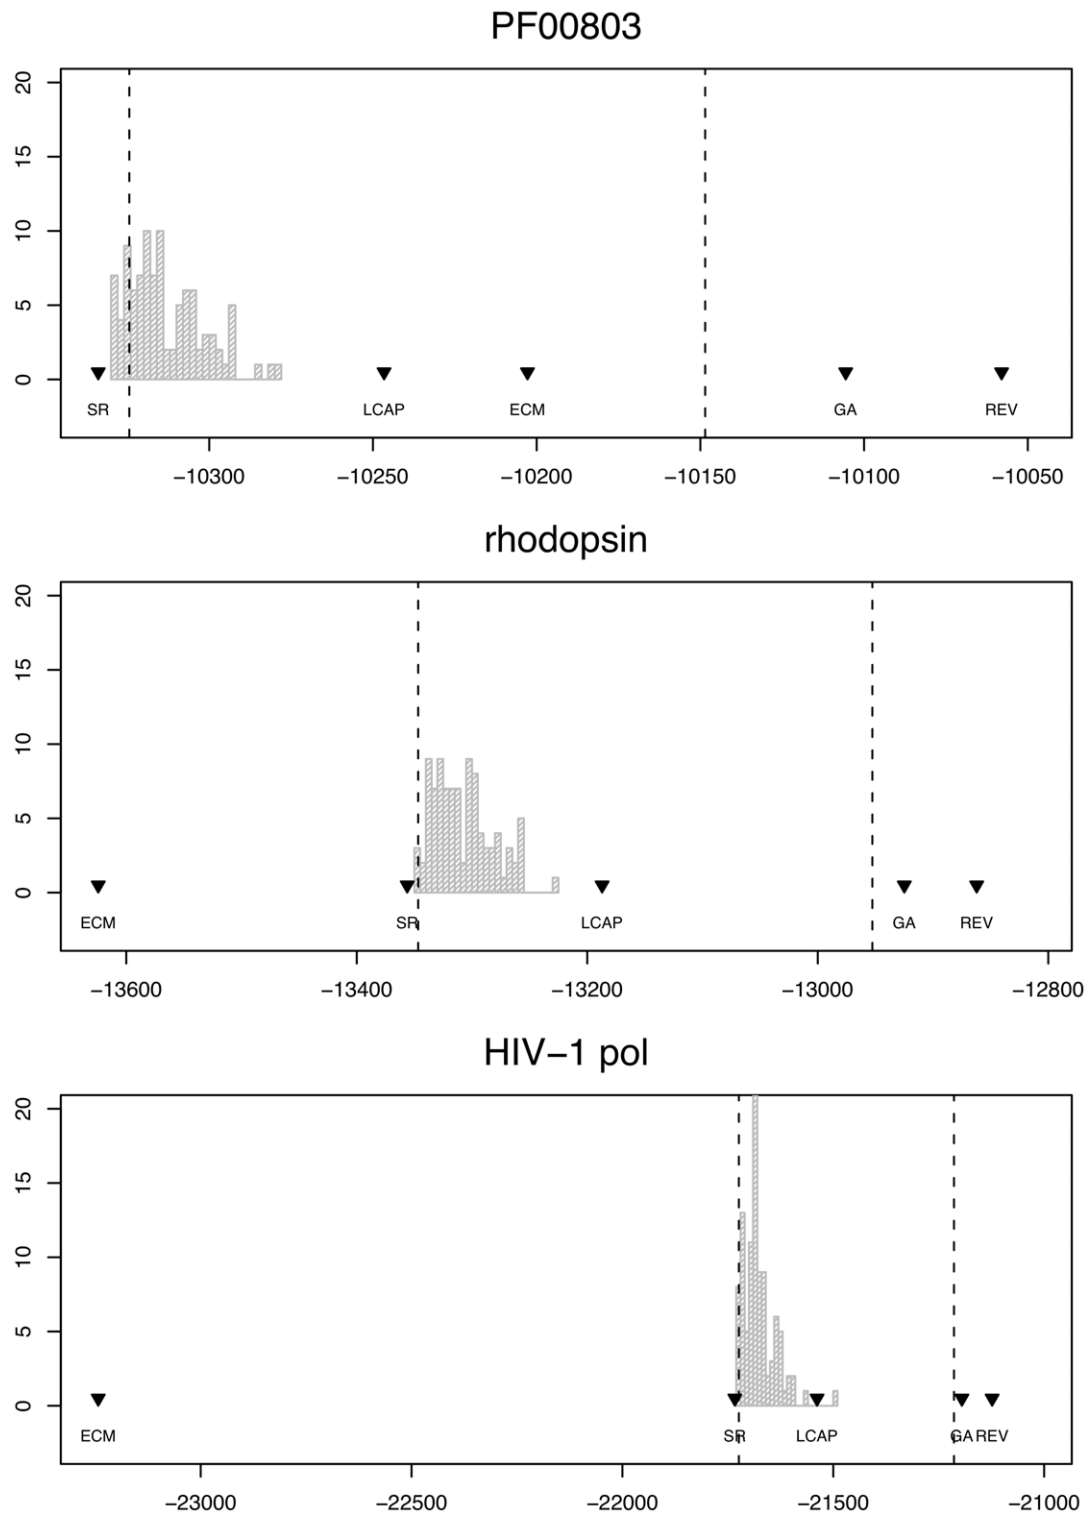 PF00803
20
15
10
5
0
SR LCAP ECM GA REV
−10300 −10250 −10200 −10150 −10100 −10050
rhodopsin
20
15
10
5
0
ECM SR LCAP GA REV
−13600 −13400 −13200 −13000 −12800
HIV−1 pol
20
15
10
5
0
ECM SR LCAP GA REV
−23000 −22500 −22000 −21500 −21000